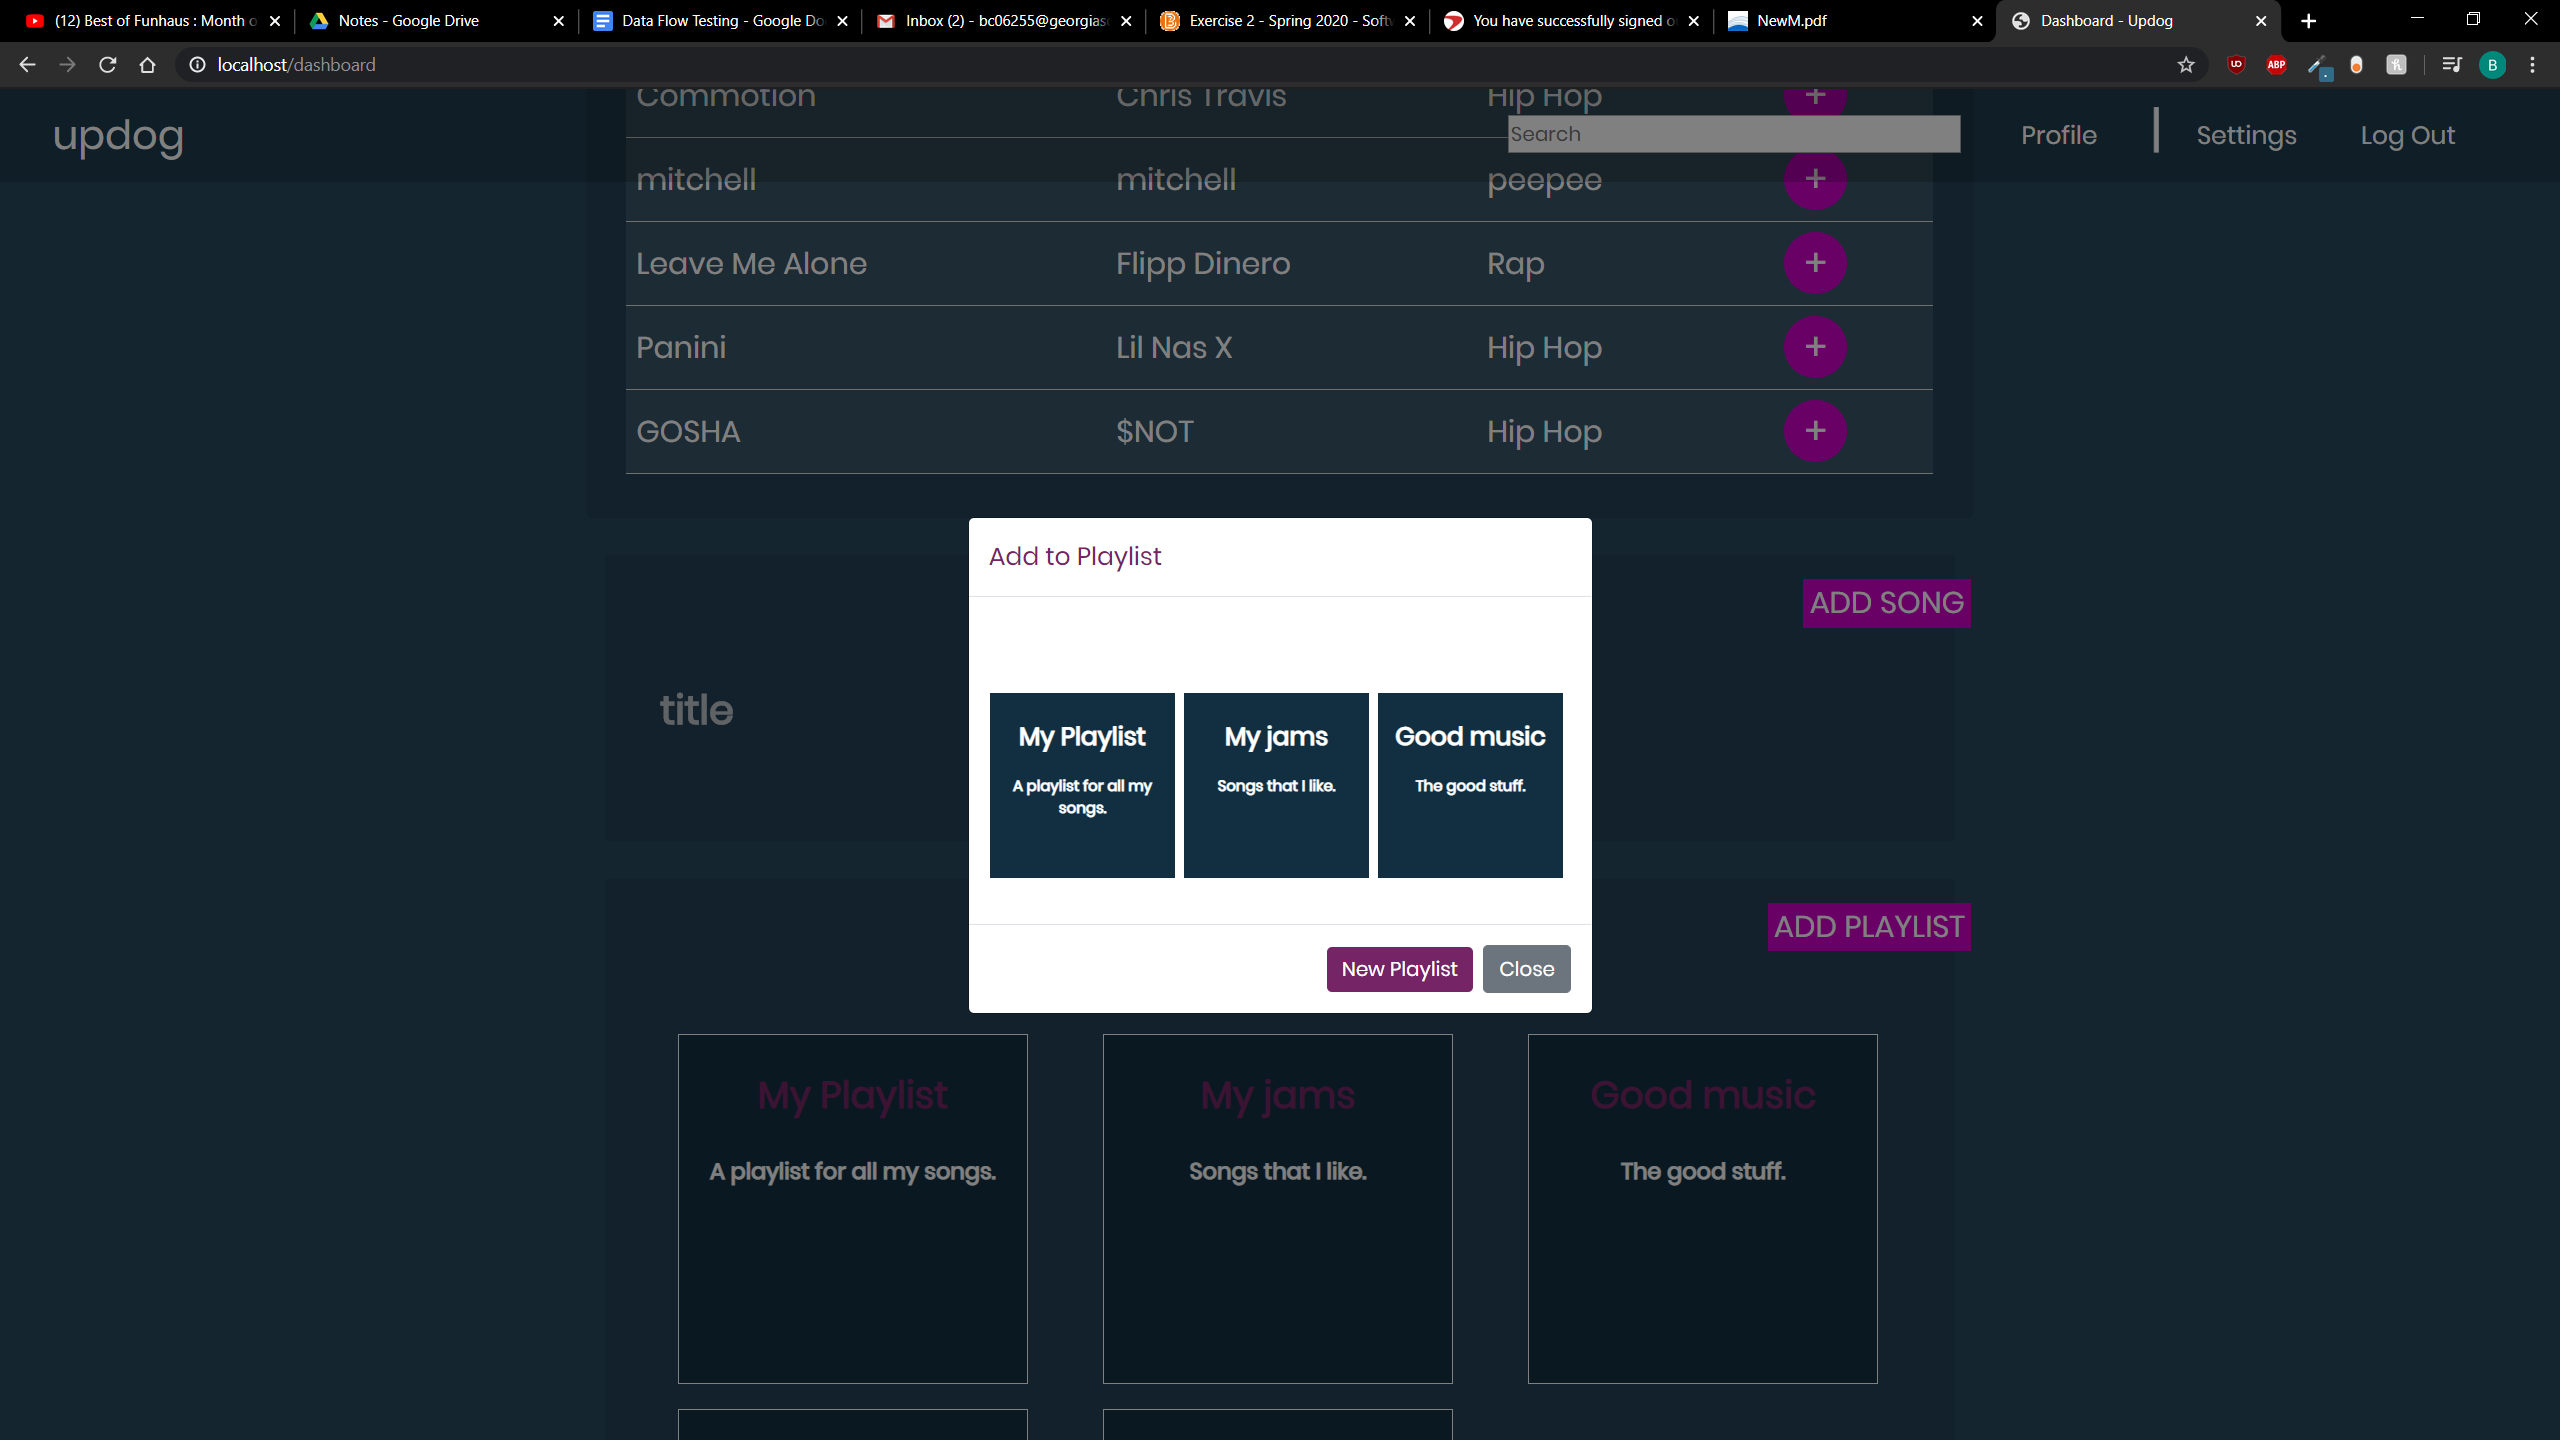 (12) Best of Funhaus : Month o
Notes - Google Drive
Data Flow Testing - Google Do
Inbox (2) - bc06255@georgiaso
Exercise 2 - Spring 2020 - Softw
You have successfully signed o
NewM.pdf
Dashboard - Updog
localhost/dashboard
UD
ABP
B
Commotion Chris Travis Hip Hop +
updog Search Profile Settings Log Out
mitchell mitchell peepee +
Leave Me Alone Flipp Dinero Rap +
Panini Lil Nas X Hip Hop +
GOSHA $NOT Hip Hop +
Add to Playlist
ADD SONG
title
My Playlist
A playlist for all my
songs.
My jams
Songs that I like.
Good music
The good stuff.
ADD PLAYLIST
New Playlist Close
My Playlist
A playlist for all my songs.
My jams
Songs that I like.
Good music
The good stuff.